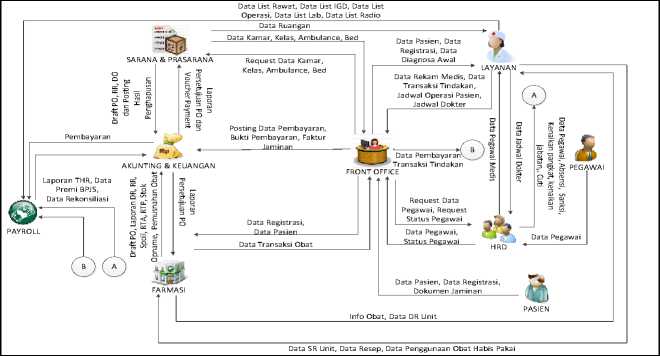 Data List Rawat, Data List IGD, Data List
Operasi, Data List Lab, Data List Radio
Data Ruangan
Data Kamar, Kelas, Ambulance, Bed
SARANA & PRASARANA
Request Data Kamar,
Kelas, Ambulance, Bed
Data Pasien, Data
Registrasi, Data
Diagnosa Awal
LAYANAN
Data Rekam Medis, Data
Transaksi Tindakan,
Jadwal Operasi Pasien,
Jadwal Dokter
A
Draft PO, RR, DO
dan Posting
Hasil
Penghapusan
Laporan
Persetujuan PO dan
Voucher Payment
Pembayaran
Posting Data Pembayaran,
Bukti Pembayaran, Faktur
Jaminan
AKUNTING & KEUANGAN
FRONT OFFICE
Data Pembayaran
Transaksi Tindakan
B
Data Pegawai Medis
Data Jadwal Dokter
Data Pegawai, Absensi, Sanksi,
Kenaikan pangkat, kenaikan
jabatan, Cuti
PEGAWAI
Laporan THR, Data
Premi BPJS,
Data Rekonsiliasi
PAYROLL
Draft PO, Laporan DR, RR,
Spoil, RTA, RTP, Stok
Opname, Pemusnahan Obat
Laporan
Persetujuan PO
Data Registrasi,
Data Pasien
Data Transaksi Obat
Request Data
Pegawai, Request
Status Pegawai
Data Pegawai,
Status Pegawai
HRD
Data Pegawai
B
A
FARMASI
Data Pasien, Data Registrasi,
Dokumen Jaminan
PASIEN
Info Obat, Data DR Unit
Data SR Unit, Data Resep, Data Penggunaan Obat Habis Pakai